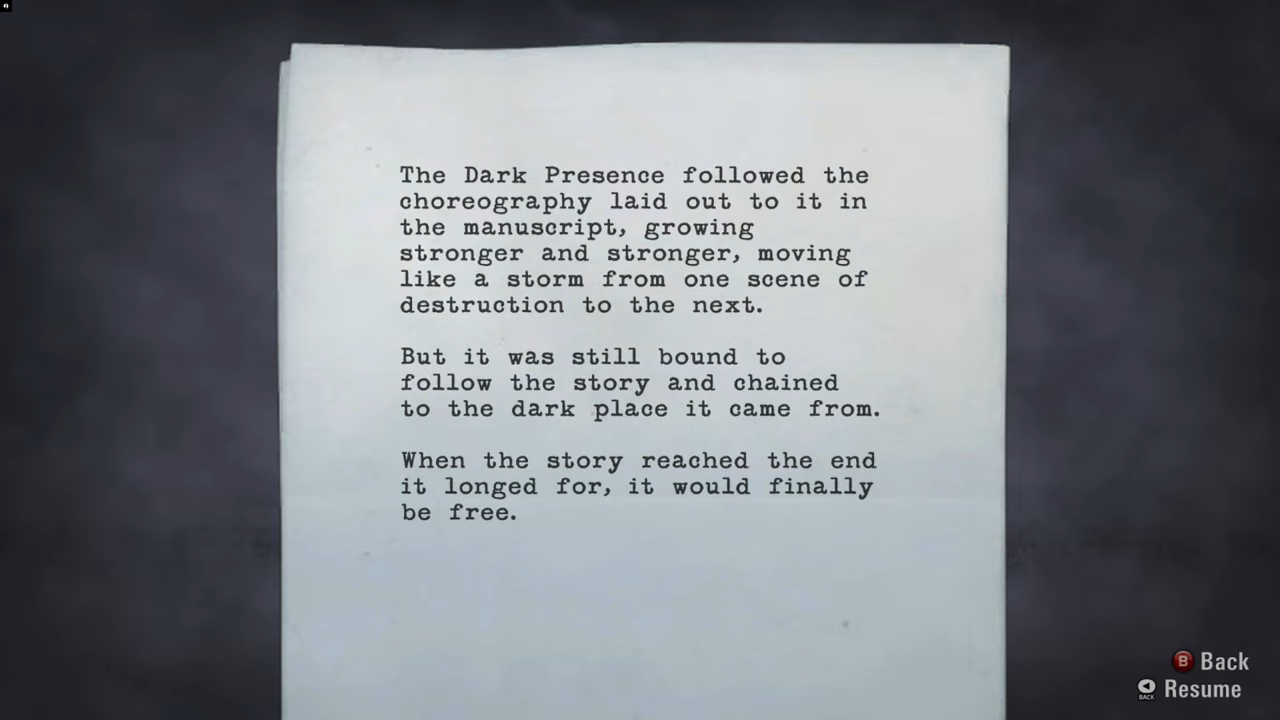 The Dark Presence followed the
choreography laid out to it in
the manuscript, growing
stronger and stronger, moving
like a storm from one scene of
destruction to the next.
But it was still bound to
follow the story and chained
to the dark place it came from.
When the story reached the end
it longed for, it would finally
be free.
B Back
BACK Resume